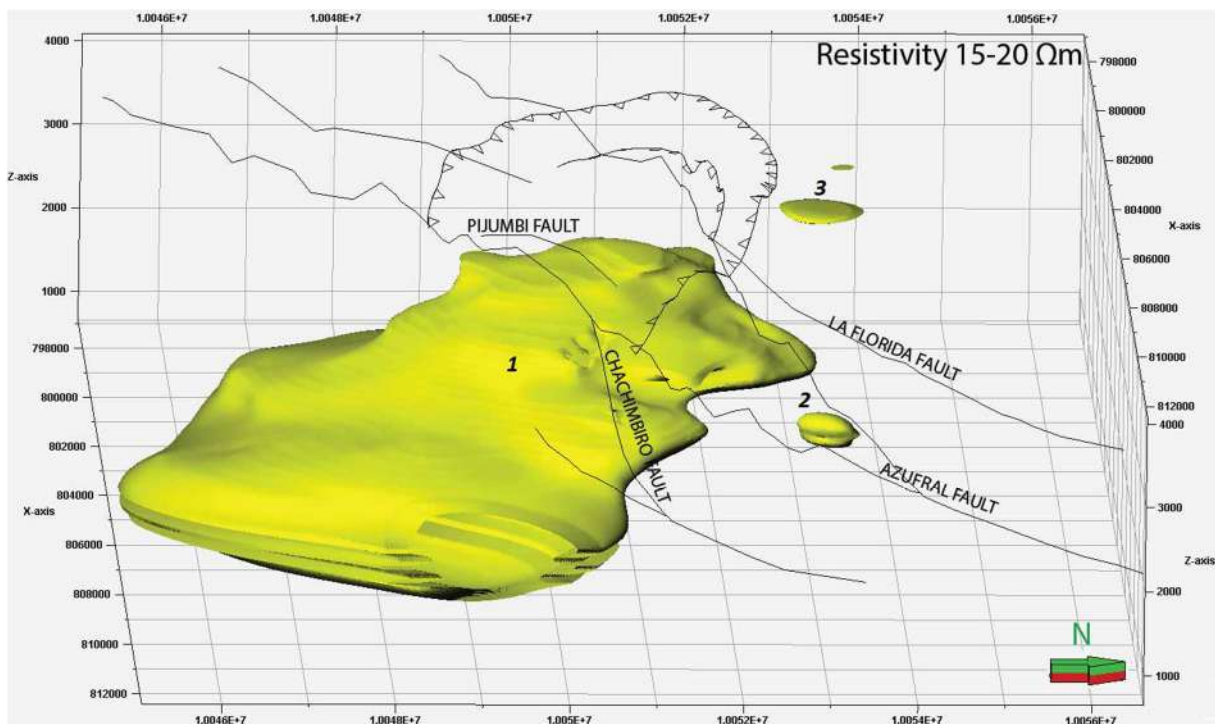 1.0046E+7 1.0048E+7 1.005E+7 1.0052E+7 1.0054E+7 1.0056E+7
Resistivity 15-20 Ωm
4000
3000
Z-axis
2000
1000
798000
800000
802000
804000
X-axis
806000
808000
810000
812000
798000
800000
802000
804000
X-axis
806000
808000
810000
812000
4000
3000
Z-axis
2000
1000
3
PIJUMBI FAULT
LA FLORIDA FAULT
1
CHACHIMBIRO FAULT
2
AZUFRAL FAULT
N
1.0046E+7 1.0048E+7 1.005E+7 1.0052E+7 1.0054E+7 1.0056E+7